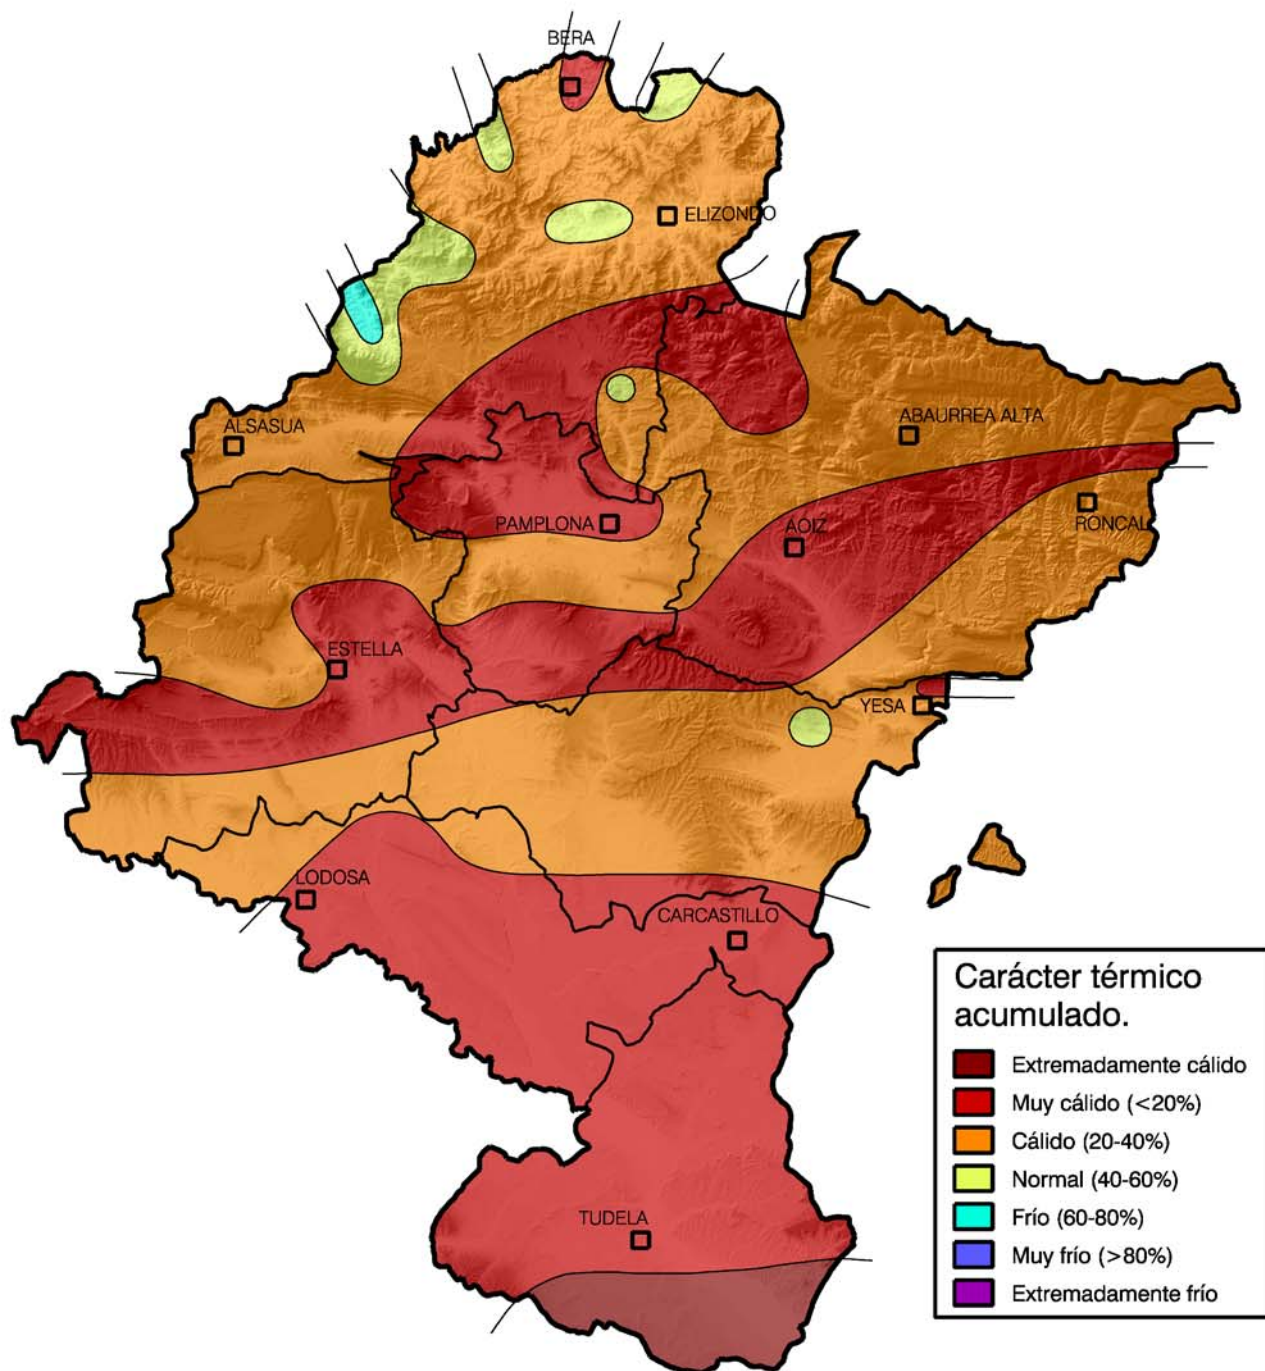 BERA
ELIZONDO
ALSASUA
ABAURREA ALTA
PAMPLONA
AOIZ
RONCAL
ESTELLA
YESA
LODOSA
CARCASTILLO
TUDELA
Carácter térmico
acumulado.
Extremadamente cálido
Muy cálido (<20%)
Cálido (20-40%)
Normal (40-60%)
Frío (60-80%)
Muy frío (>80%)
Extremadamente frío